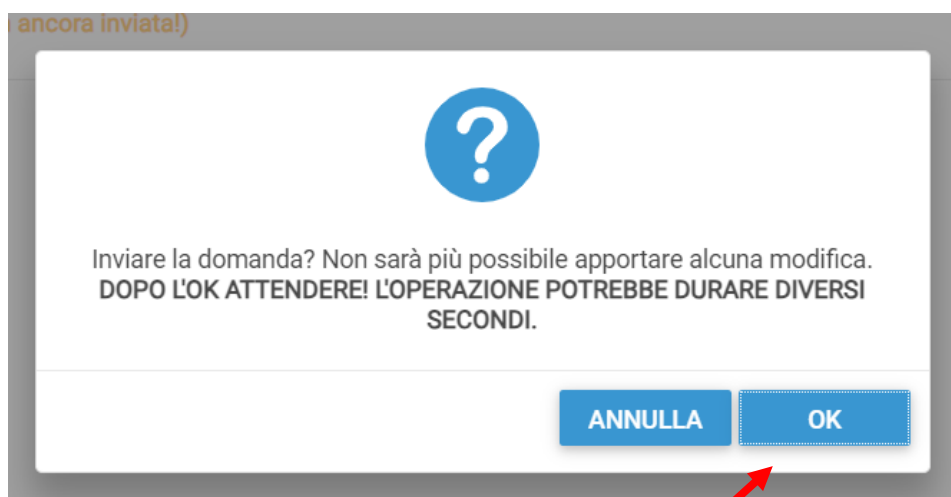 ancora inviata!)
?
Inviare la domanda? Non sarà più possibile apportare alcuna modifica.
DOPO L'OK ATTENDERE! L'OPERAZIONE POTREBBE DURARE DIVERSI
SECONDI.
ANNULLA OK